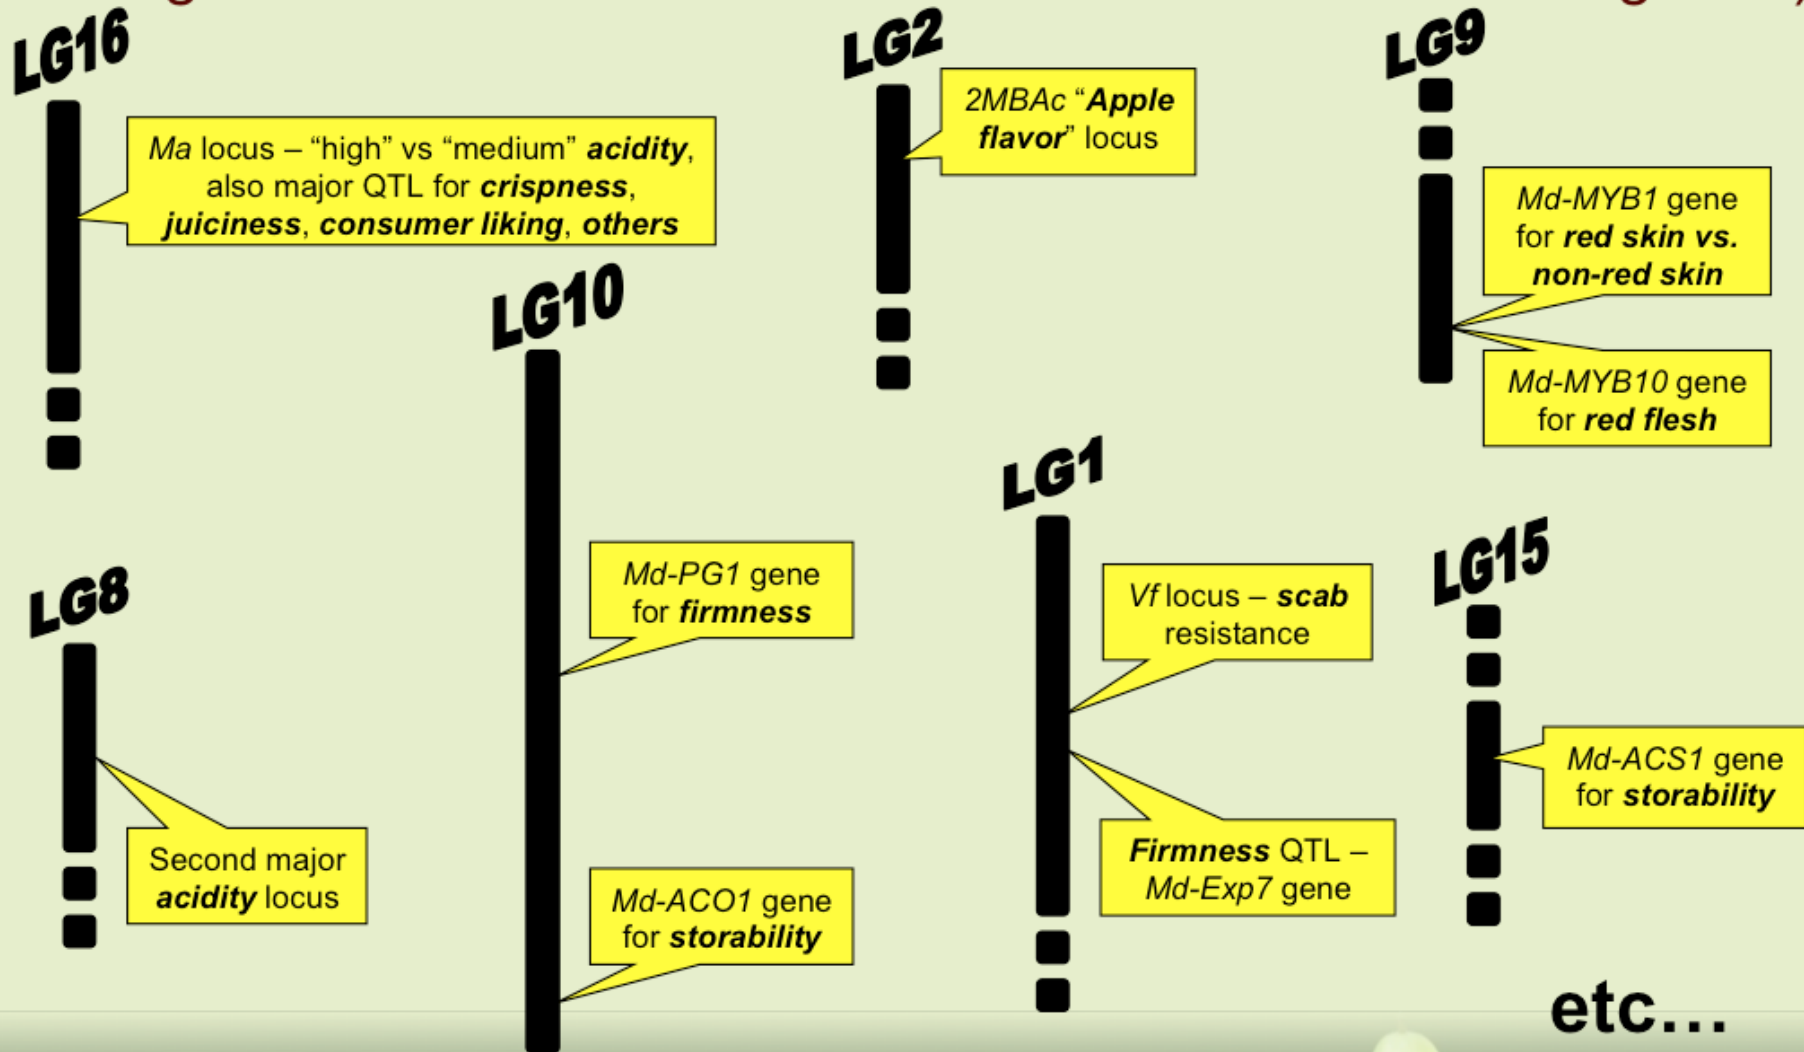 LG16
Ma locus – “high” vs “medium” acidity,
also major QTL for crispness,
juiciness, consumer liking, others
LG2
2MBAc “Apple
flavor” locus
LG9
Md-MYB1 gene
for red skin vs.
non-red skin
Md-MYB10 gene
for red flesh
LG10
Md-PG1 gene
for firmness
Md-ACO1 gene
for storability
LG1
Vf locus – scab
resistance
Firmness QTL –
Md-Exp7 gene
LG15
Md-ACS1 gene
for storability
LG8
Second major
acidity locus
etc...